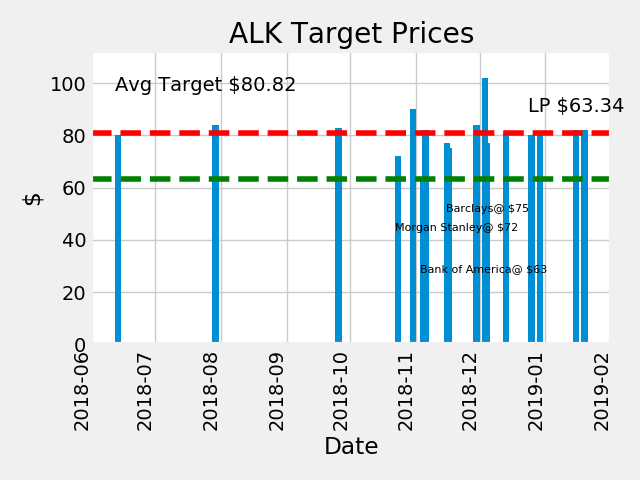 ALK Target Prices
Avg Target $80.82
LP $63.34
100
80
60
40
20
0
$
Barclays@ $75
Morgan Stanley@ $72
Bank of America@ $63
2018-06
2018-07
2018-08
2018-09
2018-10
2018-11
2018-12
2019-01
2019-02
Date